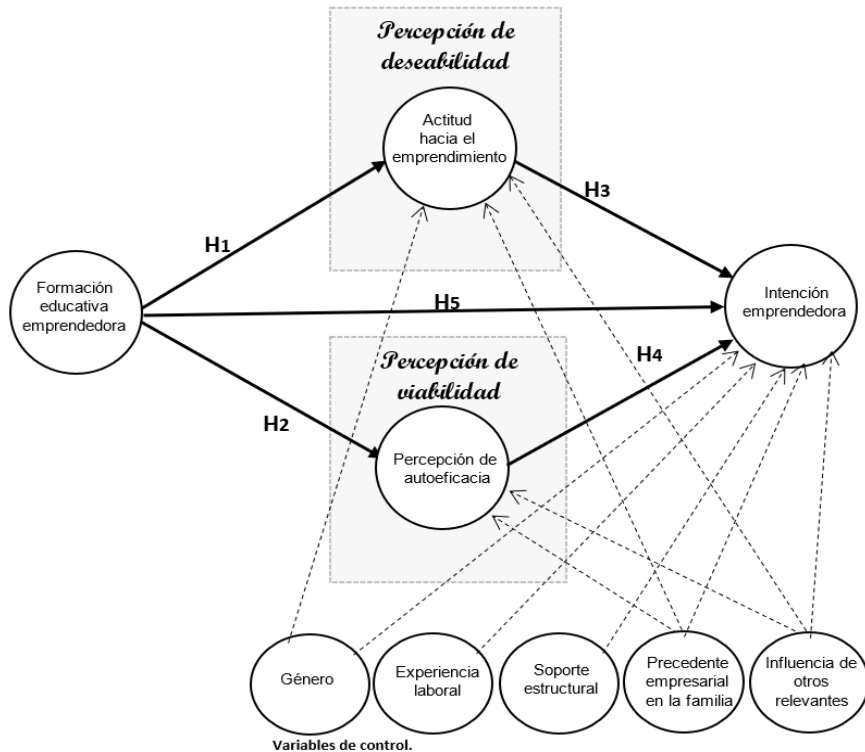 Percepción de
deseabilidad
Actitud
hacia el
emprendimiento
H1
H3
Formación
educativa
emprendedora
H5
Intención
emprendedora
Percepción de
viabilidad
H4
H2
Percepción de
autoeficacia
Género
Experiencia
laboral
Soporte
estructural
Precedente
empresarial
en la familia
Influencia de
otros
relevantes
Variables de control.